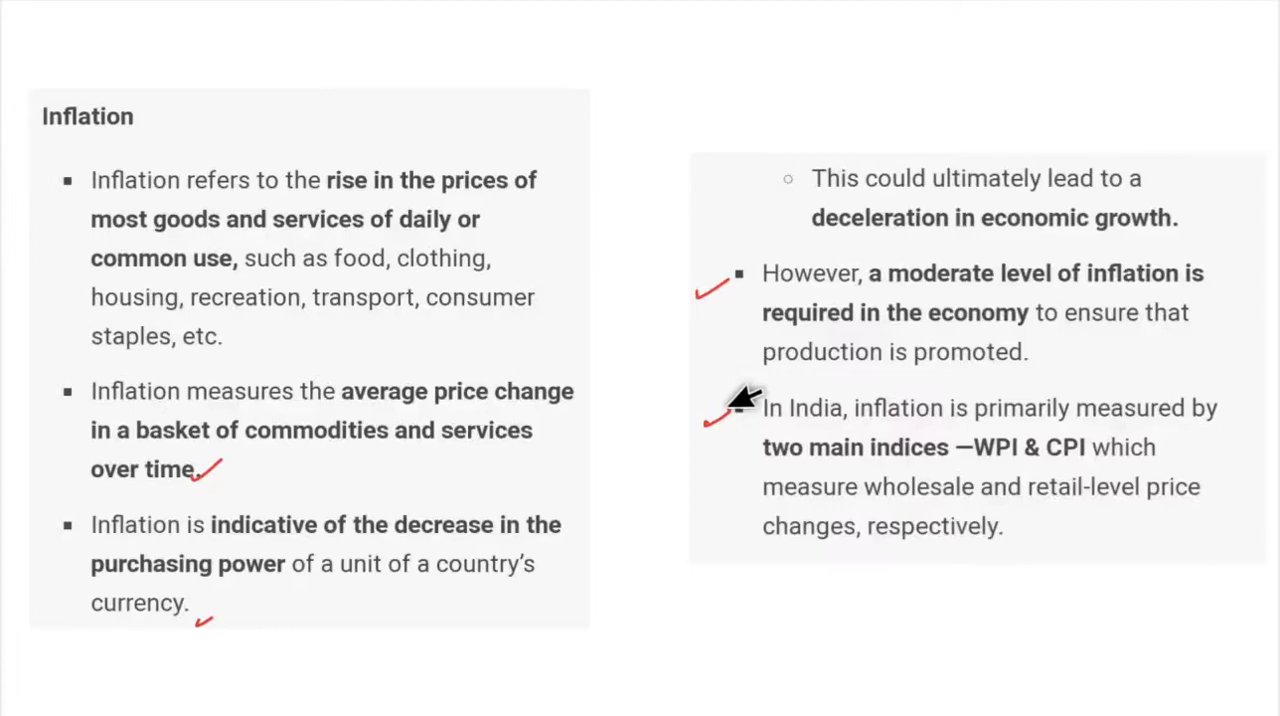 Inflation
▪ Inflation refers to the rise in the prices of
most goods and services of daily or
common use, such as food, clothing,
housing, recreation, transport, consumer
staples, etc.
▪ Inflation measures the average price change
in a basket of commodities and services
over time.
▪ Inflation is indicative of the decrease in the
purchasing power of a unit of a country’s
currency.
○ This could ultimately lead to a
deceleration in economic growth.
▪ However, a moderate level of inflation is
required in the economy to ensure that
production is promoted.
▪ In India, inflation is primarily measured by
two main indices —WPI & CPI which
measure wholesale and retail-level price
changes, respectively.